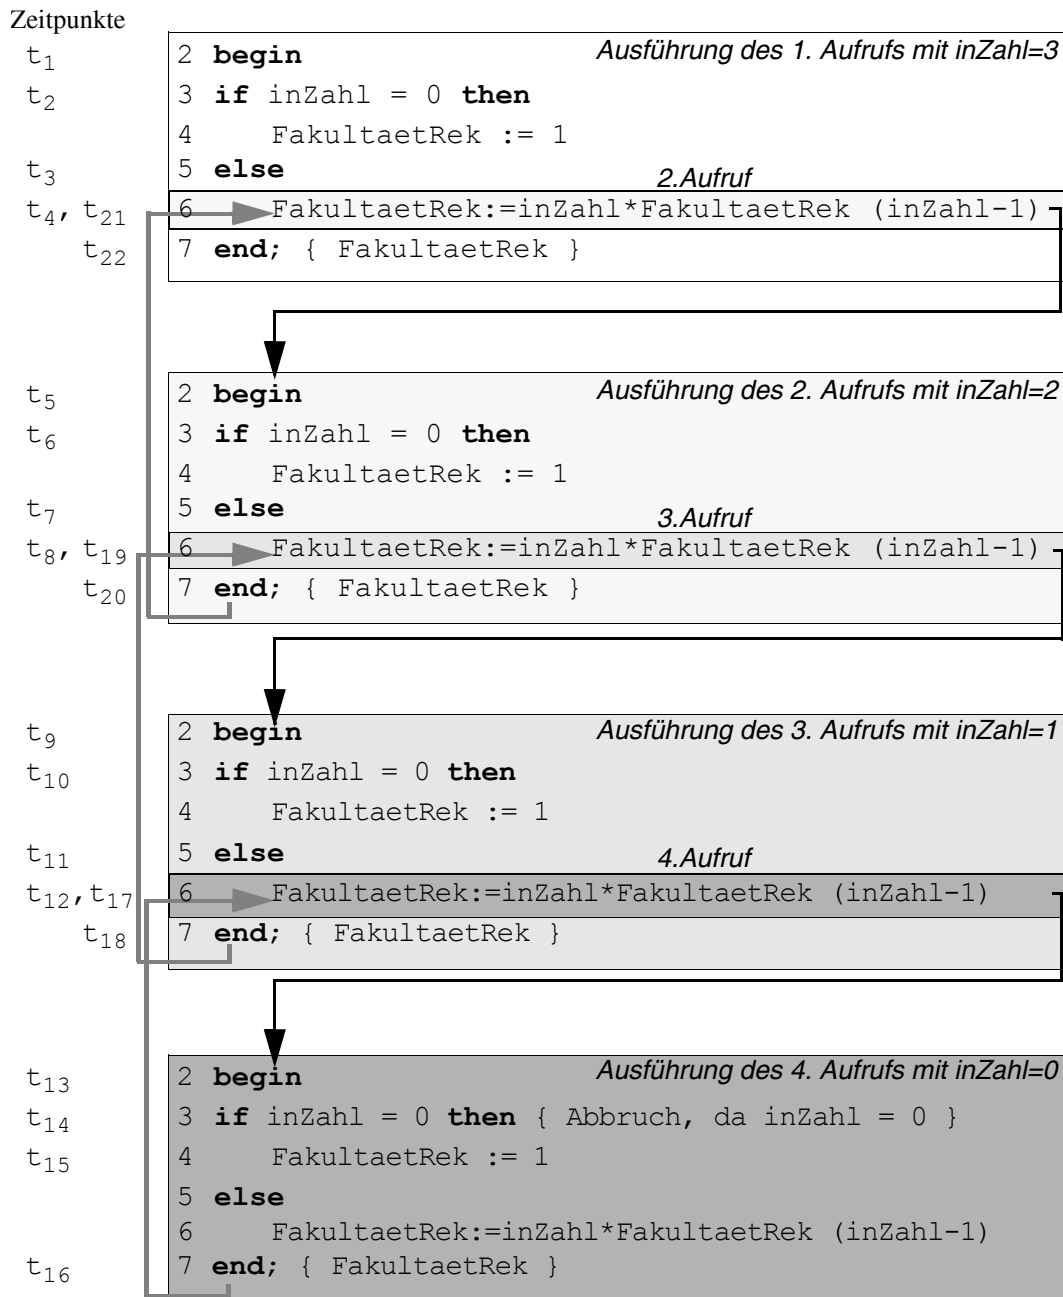 Zeitpunkte
t1 2 begin Ausführung des 1. Aufrufs mit inZahl=3
t2 3 if inZahl = 0 then
4 FakultaetRek := 1
t3 5 else 2.Aufruf
t4, t21 6 FakultaetRek:=inZahl*FakultaetRek (inZahl-1)
t22 7 end; { FakultaetRek }
t5 2 begin Ausführung des 2. Aufrufs mit inZahl=2
t6 3 if inZahl = 0 then
4 FakultaetRek := 1
t7 5 else 3.Aufruf
t8, t19 6 FakultaetRek:=inZahl*FakultaetRek (inZahl-1)
t20 7 end; { FakultaetRek }
t9 2 begin Ausführung des 3. Aufrufs mit inZahl=1
t10 3 if inZahl = 0 then
4 FakultaetRek := 1
t11 5 else 4.Aufruf
t12,t17 6 FakultaetRek:=inZahl*FakultaetRek (inZahl-1)
t18 7 end; { FakultaetRek }
t13 2 begin Ausführung des 4. Aufrufs mit inZahl=0
t14 3 if inZahl = 0 then { Abbruch, da inZahl = 0 }
t15 4 FakultaetRek := 1
5 else
6 FakultaetRek:=inZahl*FakultaetRek (inZahl-1)
t16 7 end; { FakultaetRek }